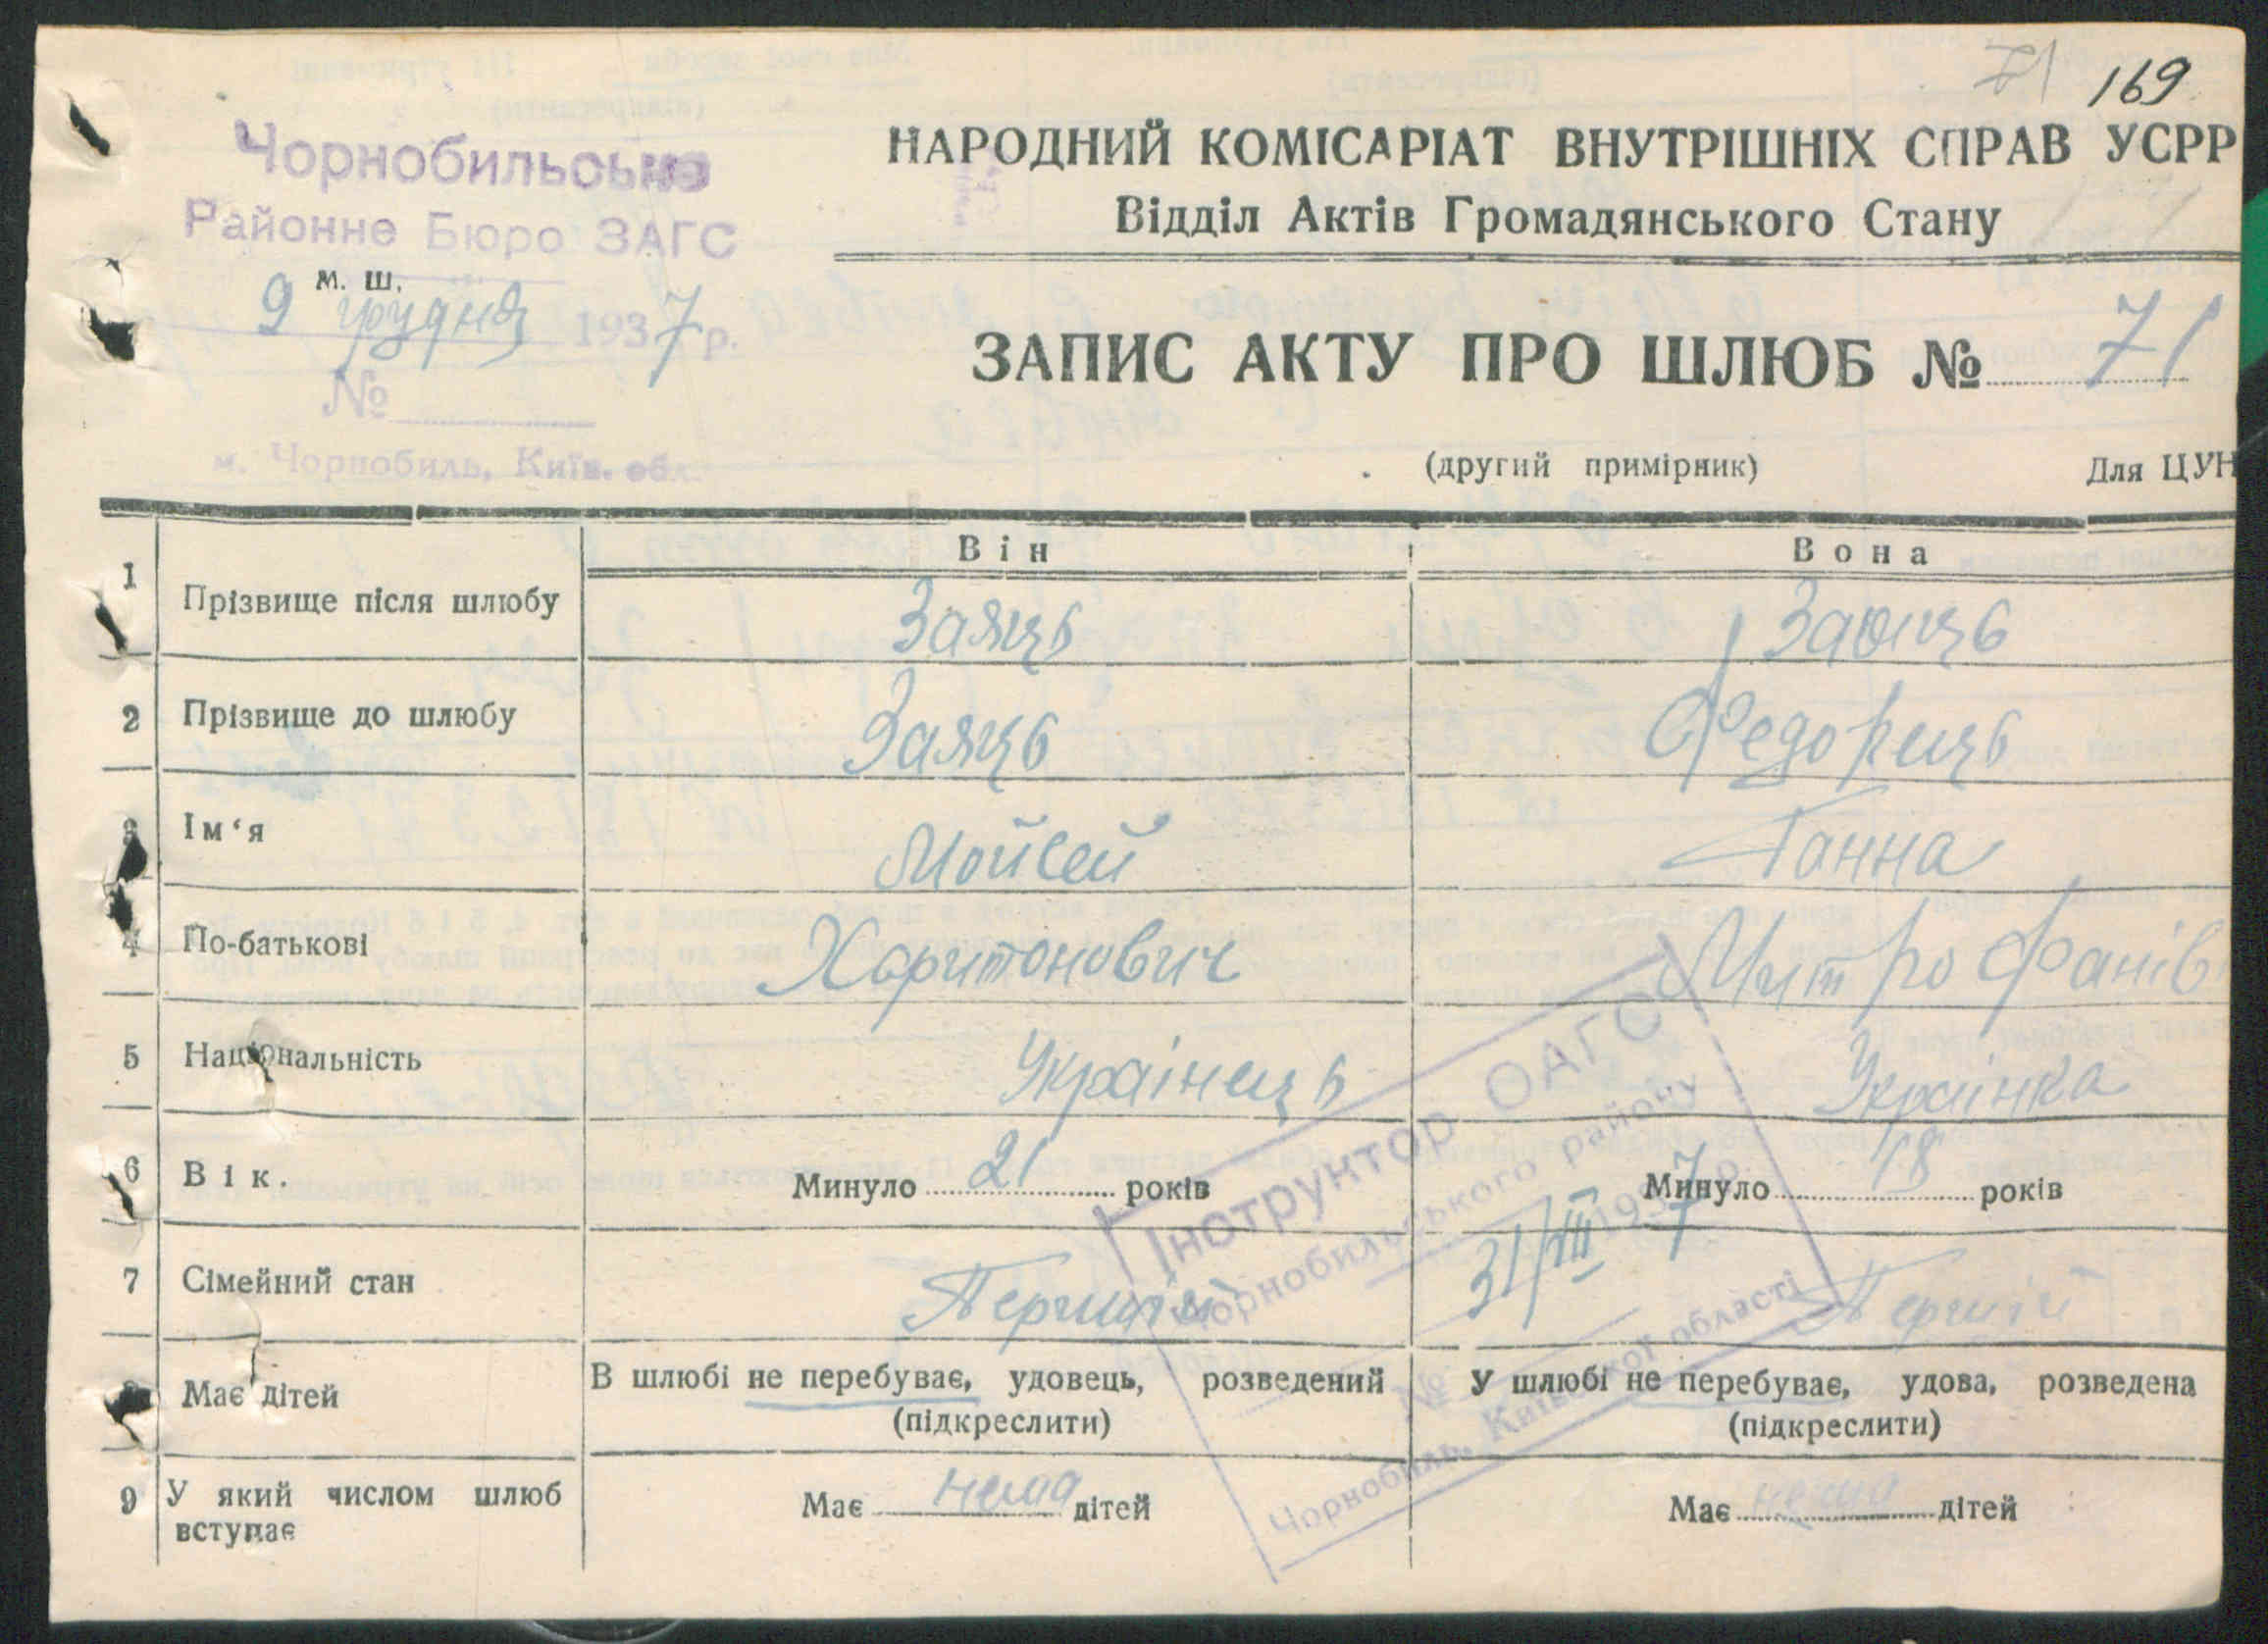 71 169
Чорнобильське
Районне Бюро ЗАГС
м. ш.
9 грудня 1937 р.
№
м. Чорнобиль, Київ. обл.
НАРОДНИЙ КОМІСАРІАТ ВНУТРІШНІХ СПРАВ УСРР
Відділ Актів Громадянського Стану
ЗАПИС АКТУ ПРО ШЛЮБ № 71
(другий примірник) Для ЦУН
Він Вона
1 Прізвище після шлюбу Заяць Заяць
2 Прізвище до шлюбу Заяць Федорець
3 Ім‘я Мойсей Ганна
4 По-батькові Харитонович Митрофанів
5 Національність Українець Українка
6 Вік. Минуло 21 років Минуло 18 років
7 Сімейний стан Перший Перший
8 Має дітей В шлюбі не перебуває, удовець, розведений У шлюбі не перебуває, удова, розведена
(підкреслити) (підкреслити)
9 У який числом шлюб вступає Має нема дітей Має нема дітей
Інструктор ОАГС
Чорнобильського району
31/XII 1937 р.
№
Чорнобиль, Київської області